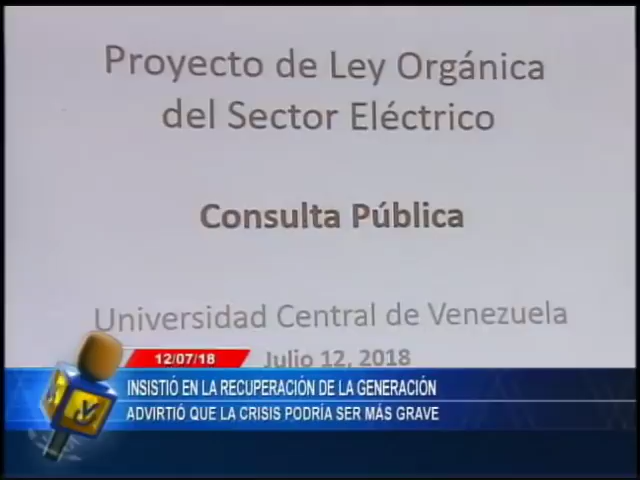 Proyecto de Ley Orgánica
del Sector Eléctrico
Consulta Pública
Universidad Central de Venezuela
Julio 12, 2018
12/07/18
INSISTIÓ EN LA RECUPERACIÓN DE LA GENERACIÓN
ADVIRTIÓ QUE LA CRISIS PODRÍA SER MÁS GRAVE